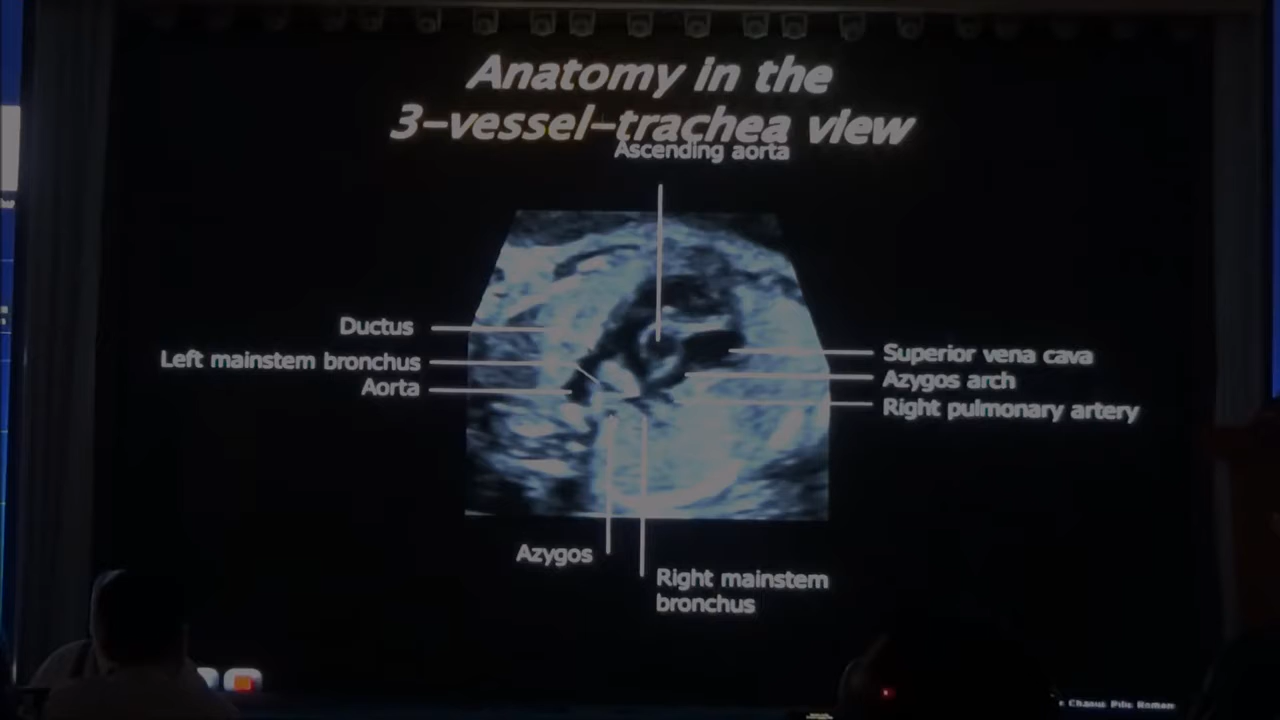 Anatomy in the
3-vessel-trachea view
Ascending aorta
Ductus
Left mainstem bronchus
Aorta
Superior vena cava
Azygos arch
Right pulmonary artery
Azygos
Right mainstem
bronchus